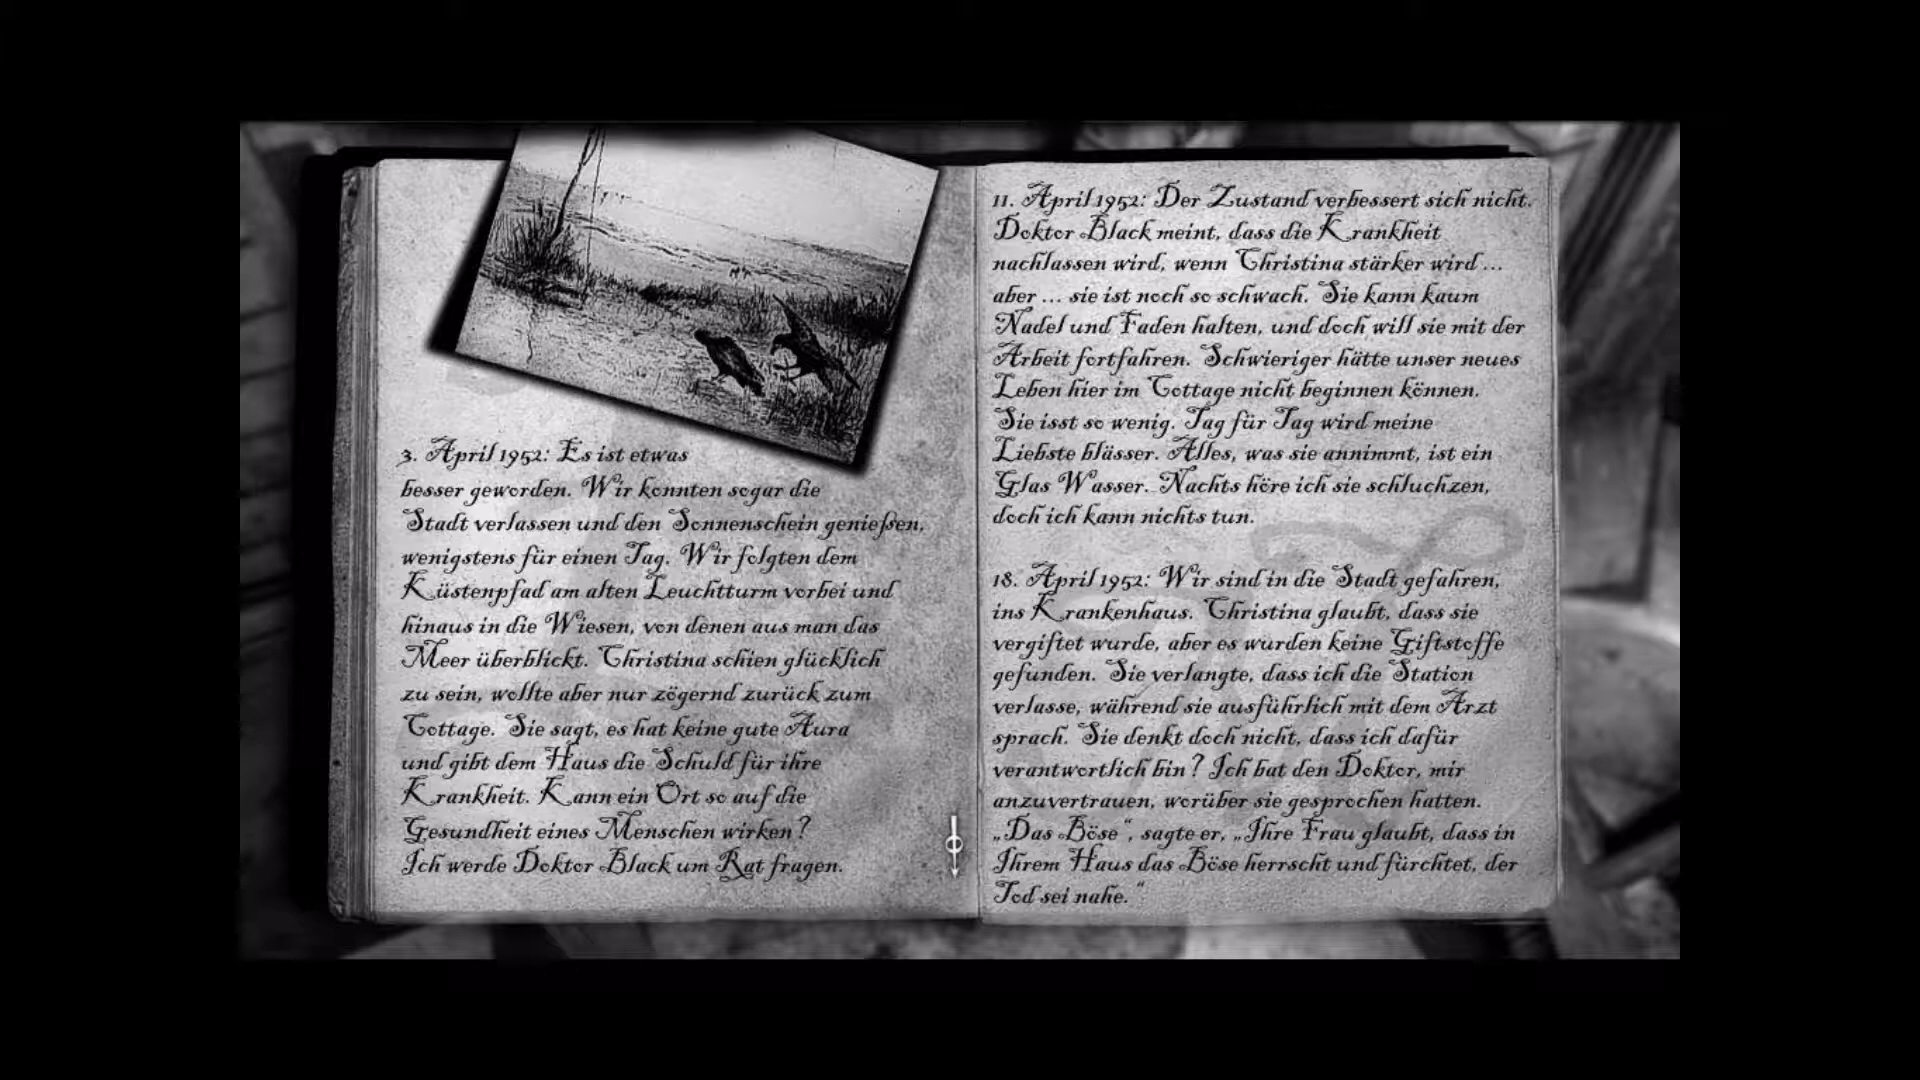 3. April 1952: Es ist etwas
besser geworden. Wir konnten sogar die
Stadt verlassen und den Sonnenschein genießen,
wenigstens für einen Tag. Wir folgten dem
Küstenpfad am alten Leuchtturm vorbei und
hinaus in die Wiesen, von denen aus man das
Meer überblickt. Christina schien glücklich
zu sein, wollte aber nur zögernd zurück zum
Cottage. Sie sagt, es hat keine gute Aura
und gibt dem Haus die Schuld für ihre
Krankheit. Kann ein Ort so auf die
Gesundheit eines Menschen wirken?
Ich werde Doktor Black um Rat fragen.
11. April 1952: Der Zustand verbessert sich nicht.
Doktor Black meint, dass die Krankheit
nachlassen wird, wenn Christina stärker wird ...
aber ... sie ist noch so schwach. Sie kann kaum
Nadel und Faden halten, und doch will sie mit der
Arbeit fortfahren. Schwieriger hätte unser neues
Leben hier im Cottage nicht beginnen können.
Sie isst so wenig. Tag für Tag wird meine
Liebste blässer. Alles, was sie annimmt, ist ein
Glas Wasser. Nachts höre ich sie schluchzen,
doch ich kann nichts tun.
18. April 1952: Wir sind in die Stadt gefahren,
ins Krankenhaus. Christina glaubt, dass sie
vergiftet wurde, aber es wurden keine Giftstoffe
gefunden. Sie verlangte, dass ich die Station
verlasse, während sie ausführlich mit dem Arzt
sprach. Sie denkt doch nicht, dass ich dafür
verantwortlich bin? Ich bat den Doktor, mir
anzuvertrauen, worüber sie gesprochen hatten.
„Das Böse“, sagte er, „Ihre Frau glaubt, dass in
Ihrem Haus das Böse herrscht und fürchtet, der
Tod sei nahe.“